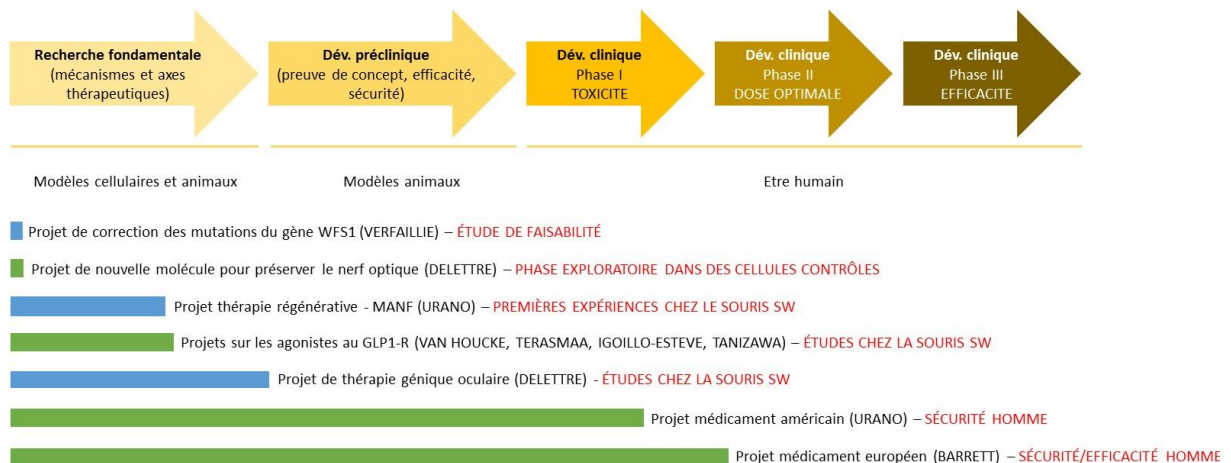 Recherche fondamentale
(mécanismes et axes
thérapeutiques)
Dév. préclinique
(preuve de concept, efficacité,
sécurité)
Dév. clinique
Phase I
TOXICITE
Dév. clinique
Phase II
DOSE OPTIMALE
Dév. clinique
Phase III
EFFICACITE
Modèles cellulaires et animaux
Modèles animaux
Etre humain
Projet de correction des mutations du gène WFS1 (VERFAILLIE) – ÉTUDE DE FAISABILITÉ
Projet de nouvelle molécule pour préserver le nerf optique (DELETTRE) – PHASE EXPLORATOIRE DANS DES CELLULES CONTRÔLES
Projet thérapie régénérative - MANF (URANO) – PREMIÈRES EXPÉRIENCES CHEZ LE SOURIS SW
Projets sur les agonistes au GLP1-R (VAN HOUCKE, TERASMAA, IGOILLO-ESTEVE, TANIZAWA) – ÉTUDES CHEZ LA SOURIS SW
Projet de thérapie génique oculaire (DELETTRE) - ÉTUDES CHEZ LA SOURIS SW
Projet médicament américain (URANO) – SÉCURITÉ HOMME
Projet médicament européen (BARRETT) – SÉCURITÉ/EFFICACITÉ HOMME